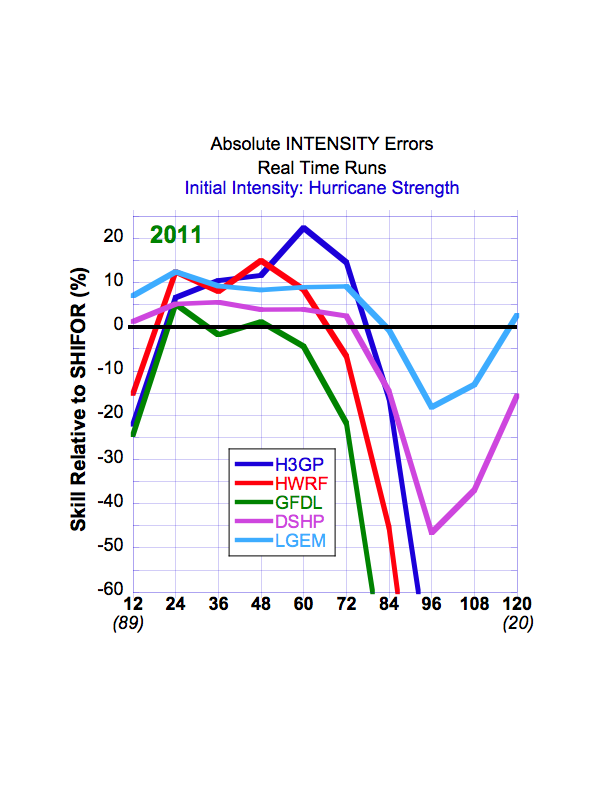 Absolute INTENSITY Errors
Real Time Runs
Initial Intensity: Hurricane Strength
2011
Skill Relative to SHIFOR (%)
20
10
0
-10
-20
-30
-40
-50
-60
H3GP
HWRF
GFDL
DSHP
LGEM
12 24 36 48 60 72 84 96 108 120
(89) (20)